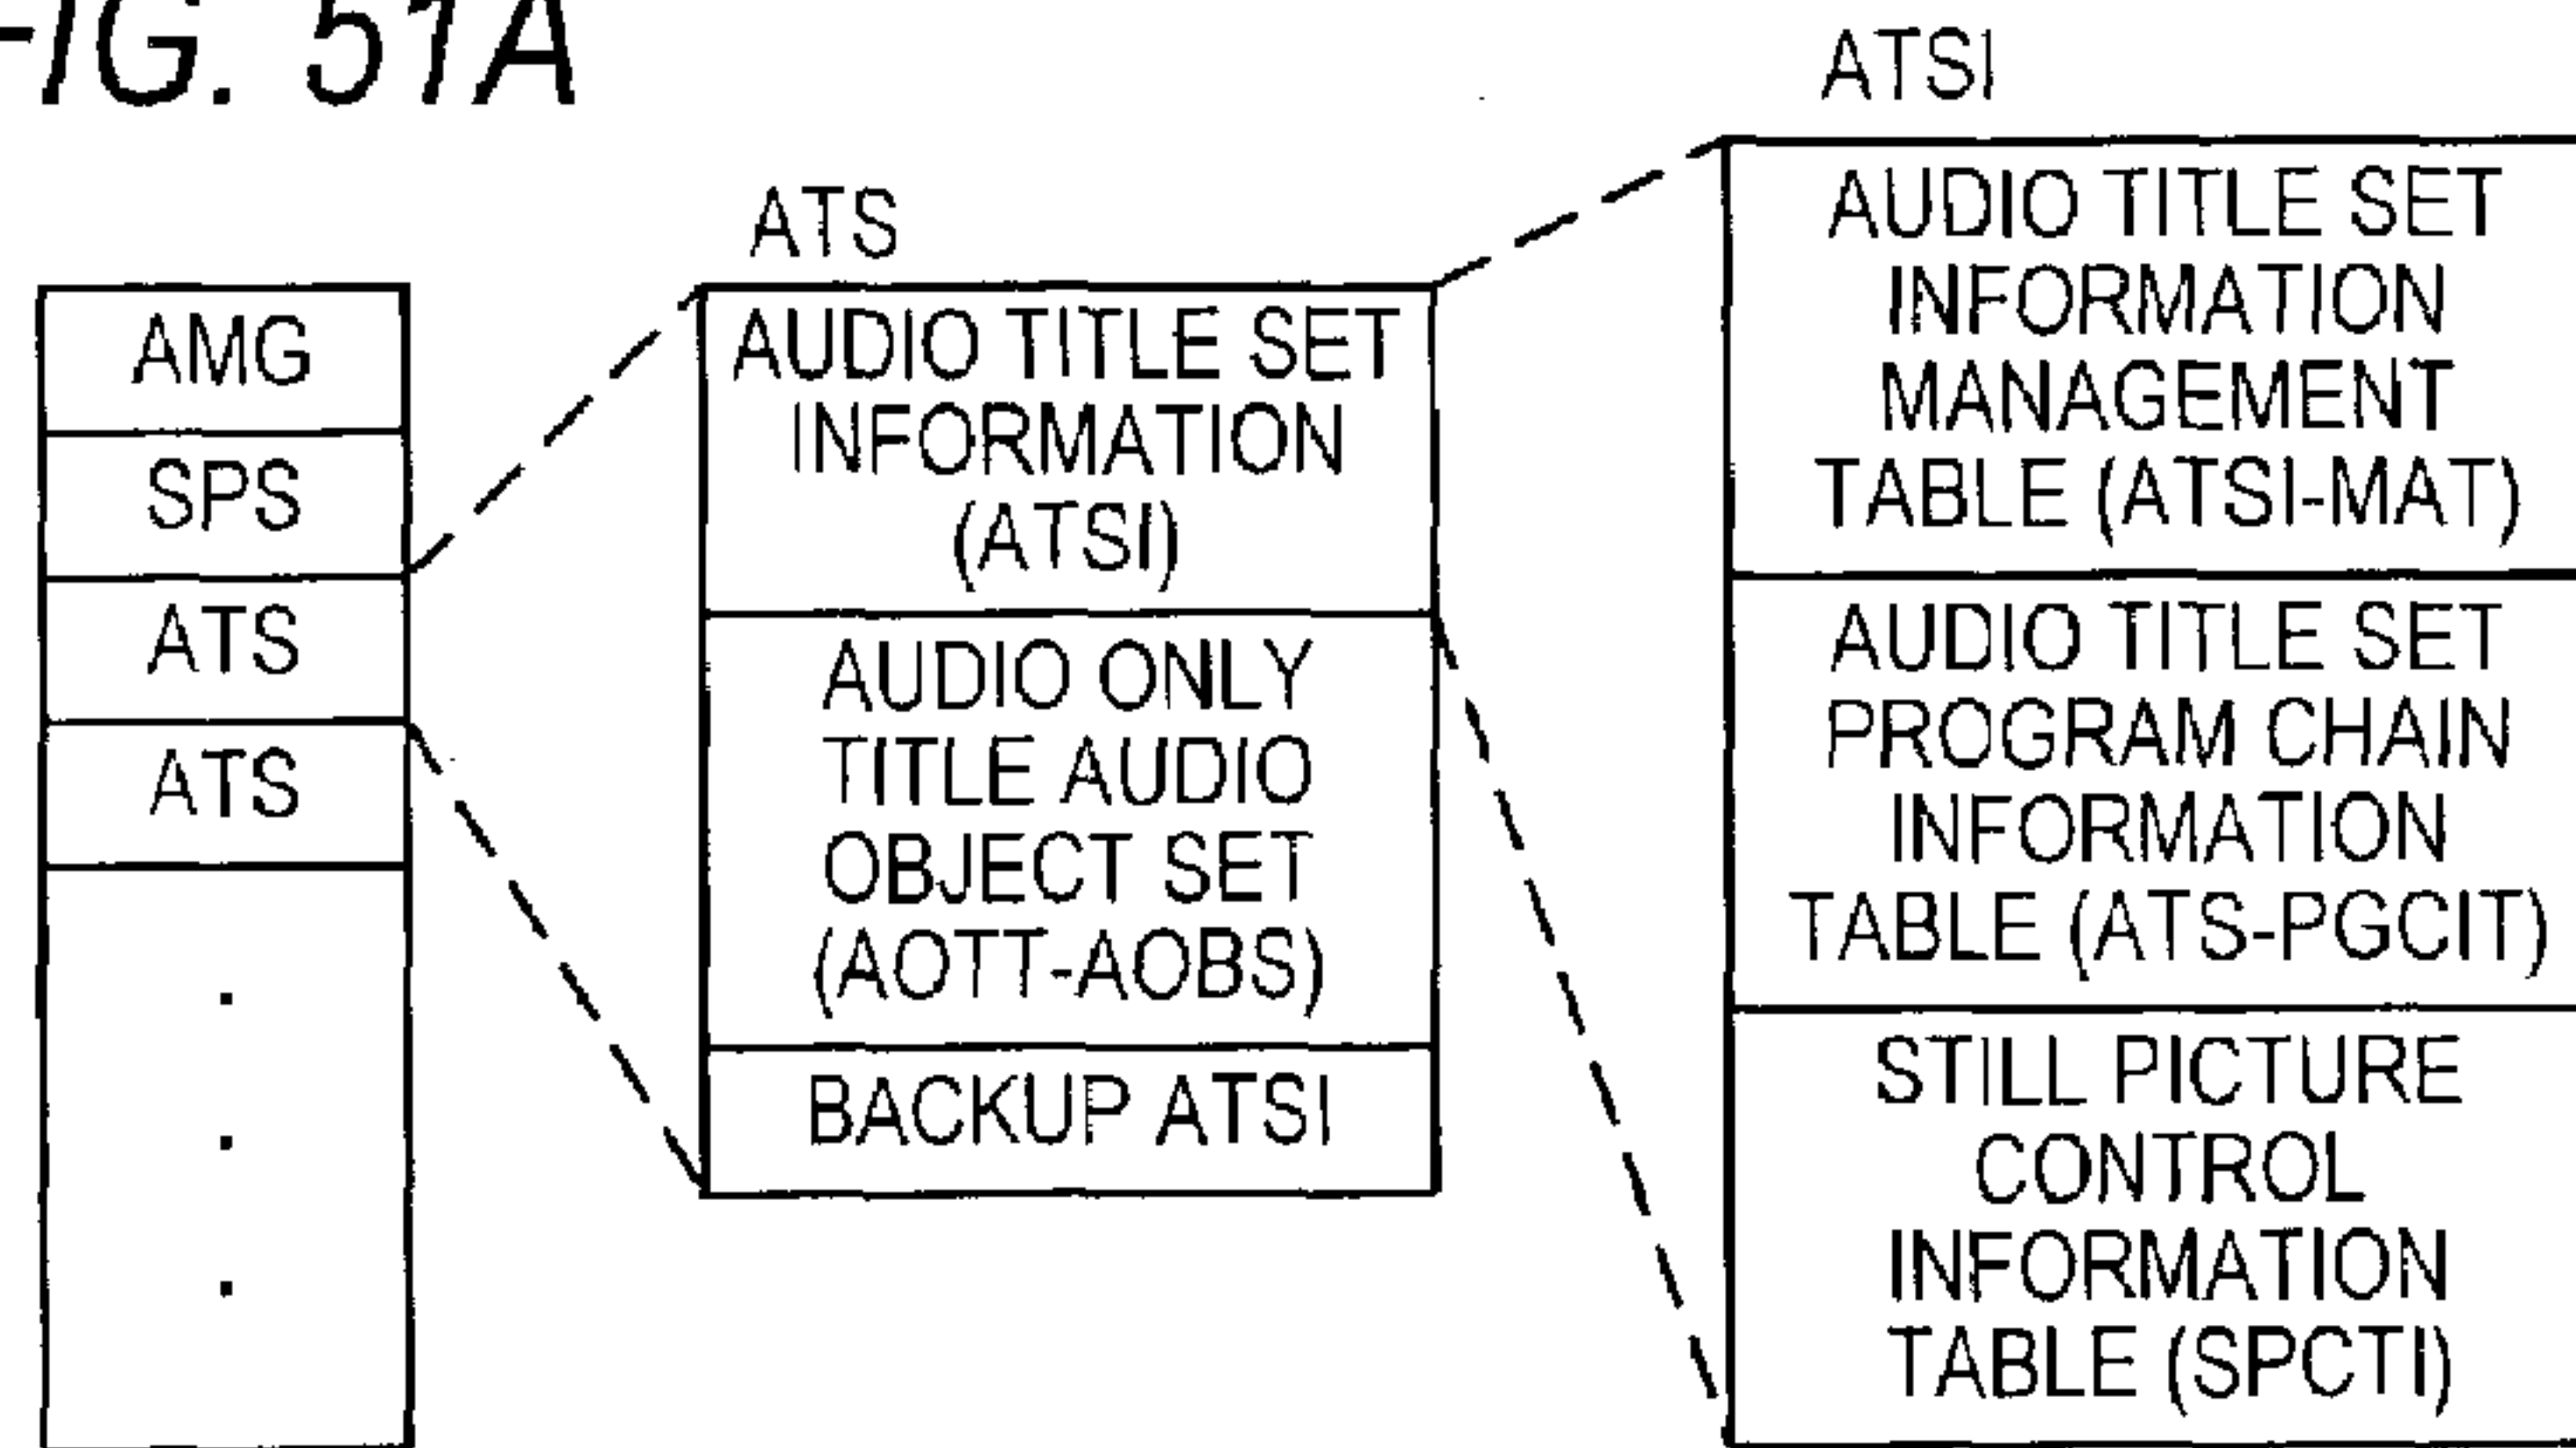 FIG. 51A
AMG
SPS
ATS
ATS
ATS
AUDIO TITLE SET
INFORMATION
(ATSI)
AUDIO ONLY
TITLE AUDIO
OBJECT SET
(AOTT-AOBS)
BACKUP ATSI
ATSI
AUDIO TITLE SET
INFORMATION
MANAGEMENT
TABLE (ATSI-MAT)
AUDIO TITLE SET
PROGRAM CHAIN
INFORMATION
TABLE (ATS-PGCIT)
STILL PICTURE
CONTROL
INFORMATION
TABLE (SPCTI)